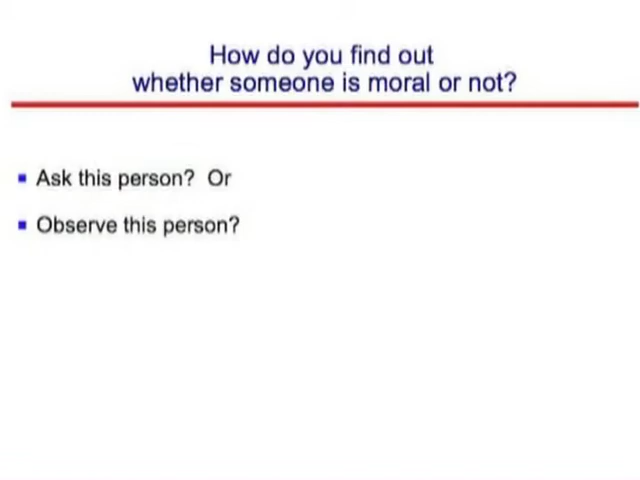 How do you find out
whether someone is moral or not?
Ask this person? Or
Observe this person?